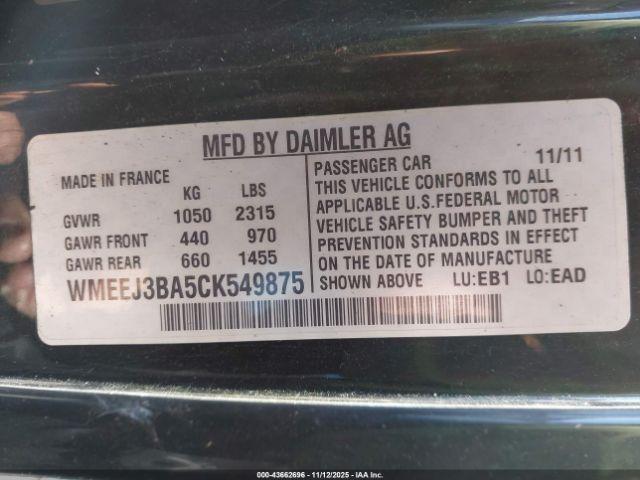 MFD BY DAIMLER AG
MADE IN FRANCE
KG LBS
GVWR 1050 2315
GAWR FRONT 440 970
GAWR REAR 660 1455
WMEEJ3BA5CK549875
PASSENGER CAR 11/11
THIS VEHICLE CONFORMS TO ALL
APPLICABLE U.S.FEDERAL MOTOR
VEHICLE SAFETY BUMPER AND THEFT
PREVENTION STANDARDS IN EFFECT
ON THE DATE OF MANUFACTURE
SHOWN ABOVE LU:EB1 LO:EAD
000-43662696 - 11/12/2025 - IAA Inc.